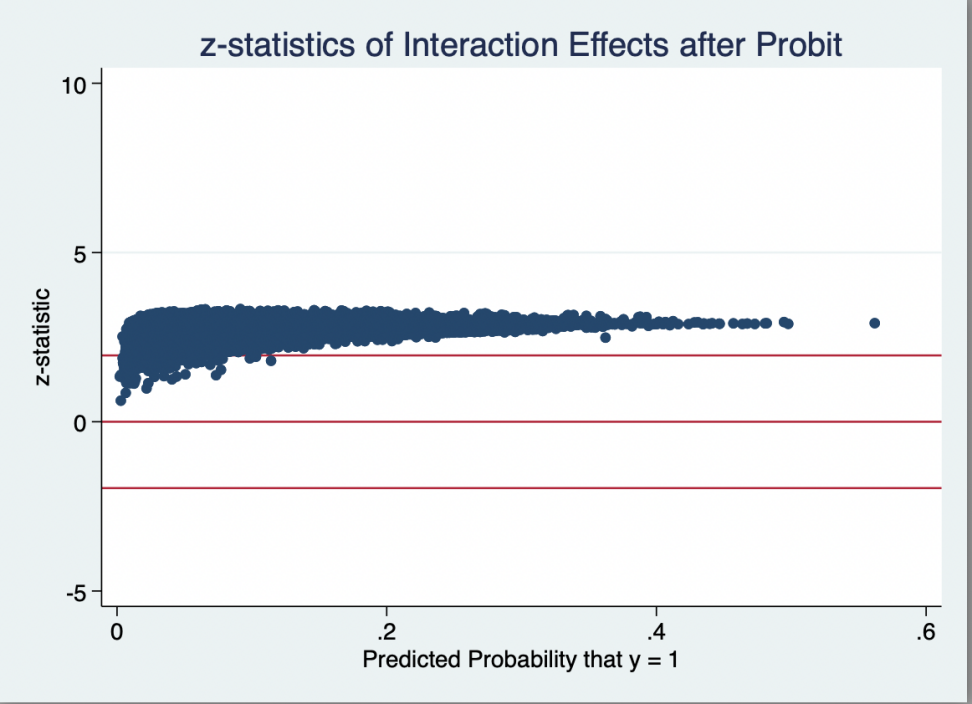 z-statistics of Interaction Effects after Probit
10
5
z-statistic
0
-5
0 .2 .4 .6
Predicted Probability that y = 1